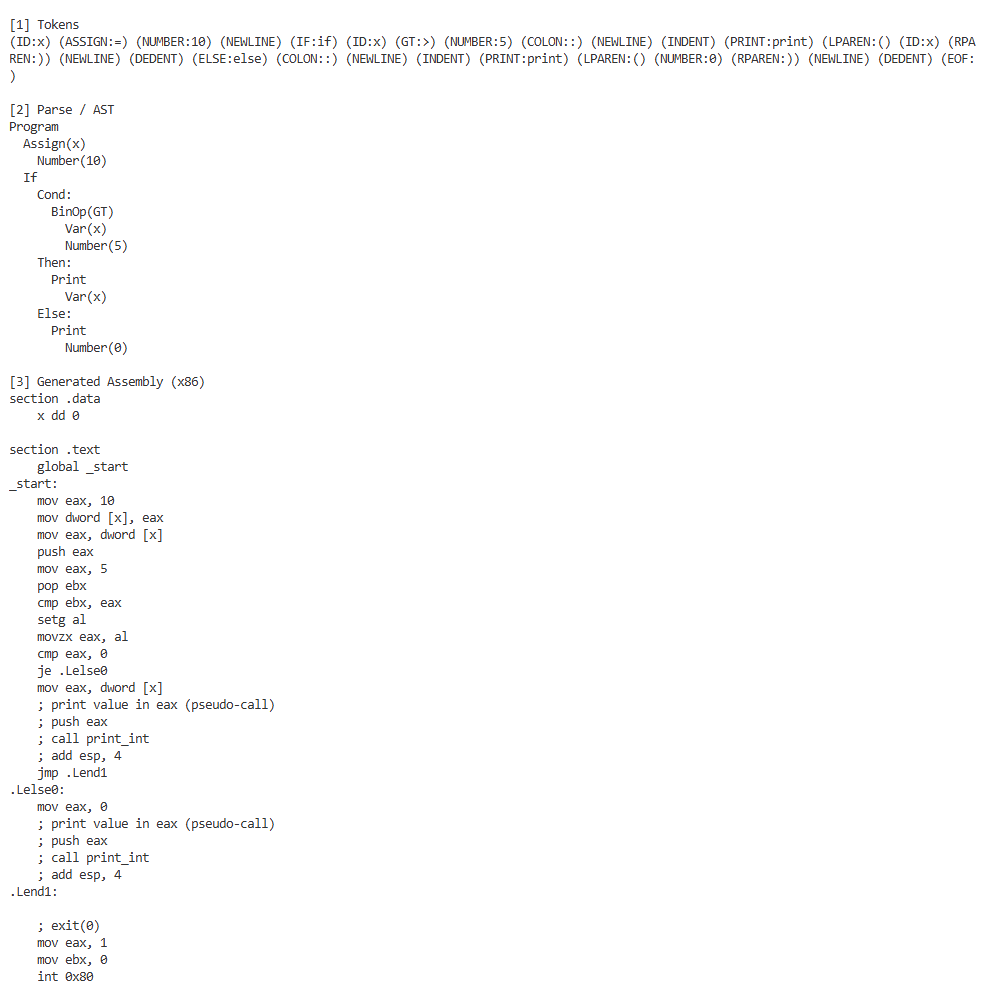 [1] Tokens
(ID:x) (ASSIGN:=) (NUMBER:10) (NEWLINE) (IF:if) (ID:x) (GT:>) (NUMBER:5) (COLON::) (NEWLINE) (INDENT) (PRINT:print) (LPAREN:() (ID:x) (RPA
REN:)) (NEWLINE) (DEDENT) (ELSE:else) (COLON::) (NEWLINE) (INDENT) (PRINT:print) (LPAREN:() (NUMBER:0) (RPAREN:)) (NEWLINE) (DEDENT) (EOF:
)

[2] Parse / AST
Program
  Assign(x)
    Number(10)
  If
    Cond:
      BinOp(GT)
        Var(x)
        Number(5)
    Then:
      Print
        Var(x)
    Else:
      Print
        Number(0)

[3] Generated Assembly (x86)
section .data
    x dd 0

section .text
    global _start
_start:
    mov eax, 10
    mov dword [x], eax
    mov eax, dword [x]
    push eax
    mov eax, 5
    pop ebx
    cmp ebx, eax
    setg al
    movzx eax, al
    cmp eax, 0
    je .Lelse0
    mov eax, dword [x]
    ; print value in eax (pseudo-call)
    ; push eax
    ; call print_int
    ; add esp, 4
    jmp .Lend1
.Lelse0:
    mov eax, 0
    ; print value in eax (pseudo-call)
    ; push eax
    ; call print_int
    ; add esp, 4
.Lend1:

    ; exit(0)
    mov eax, 1
    mov ebx, 0
    int 0x80